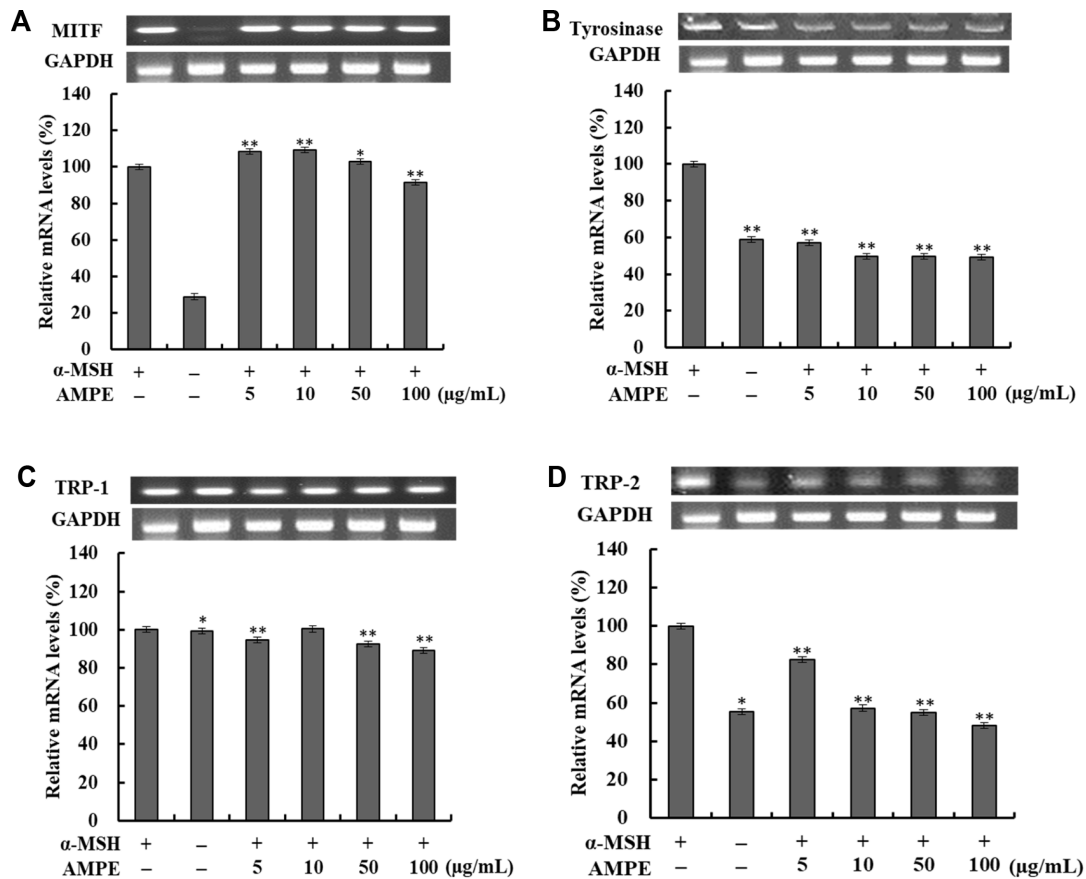 A
MITF
GAPDH
Relative mRNA levels (%)
140
120
100
80
60
40
20
0
** ** * **
α-MSH + – + + + +
AMPE – – 5 10 50 100 (μg/mL)
B
Tyrosinase
GAPDH
Relative mRNA levels (%)
140
120
100
80
60
40
20
0
** ** ** ** **
α-MSH + – + + + +
AMPE – – 5 10 50 100 (μg/mL)
C
TRP-1
GAPDH
Relative mRNA levels (%)
140
120
100
80
60
40
20
0
* ** ** **
α-MSH + – + + + +
AMPE – – 5 10 50 100 (μg/mL)
D
TRP-2
GAPDH
Relative mRNA levels (%)
140
120
100
80
60
40
20
0
* ** ** ** **
α-MSH + – + + + +
AMPE – – 5 10 50 100 (μg/mL)